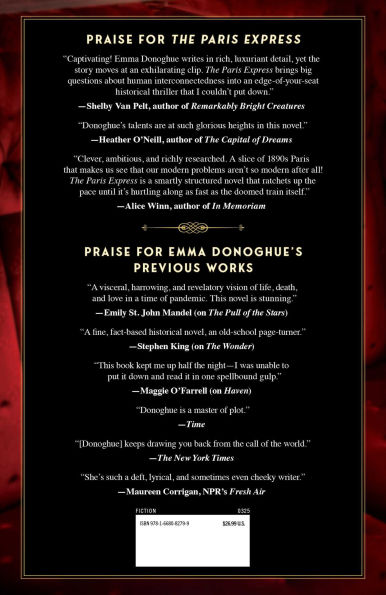 PRAISE FOR THE PARIS EXPRESS
“Captivating! Emma Donoghue writes in rich, luxuriant detail, yet the
story moves at an exhilarating clip. The Paris Express brings big
questions about human interconnectedness into an edge-of-your-seat
historical thriller that I couldn’t put down.”
—Shelby Van Pelt, author of Remarkably Bright Creatures
“Donoghue’s talents are at such glorious heights in this novel.”
—Heather O’Neill, author of The Capital of Dreams
“Clever, ambitious, and richly researched. A slice of 1890s Paris
that makes us see that our modern problems aren’t so modern after all!
The Paris Express is a smartly structured novel that ratchets up the
pace until it’s hurtling along as fast as the doomed train itself.”
—Alice Winn, author of In Memoriam
PRAISE FOR EMMA DONOGHUE’S
PREVIOUS WORKS
“A visceral, harrowing, and revelatory vision of life, death,
and love in a time of pandemic. This novel is stunning.”
—Emily St. John Mandel (on The Pull of the Stars)
“A fine, fact-based historical novel, an old-school page-turner.”
—Stephen King (on The Wonder)
“This book kept me up half the night—I was unable to
put it down and read it in one spellbound gulp.”
—Maggie O’Farrell (on Haven)
“Donoghue is a master of plot.”
—Time
“[Donoghue] keeps drawing you back from the call of the world.”
—The New York Times
“She’s such a deft, lyrical, and sometimes even cheeky writer.”
—Maureen Corrigan, NPR’s Fresh Air
FICTION 0325
ISBN 978-1-6680-8279-9 $26.99 U.S.